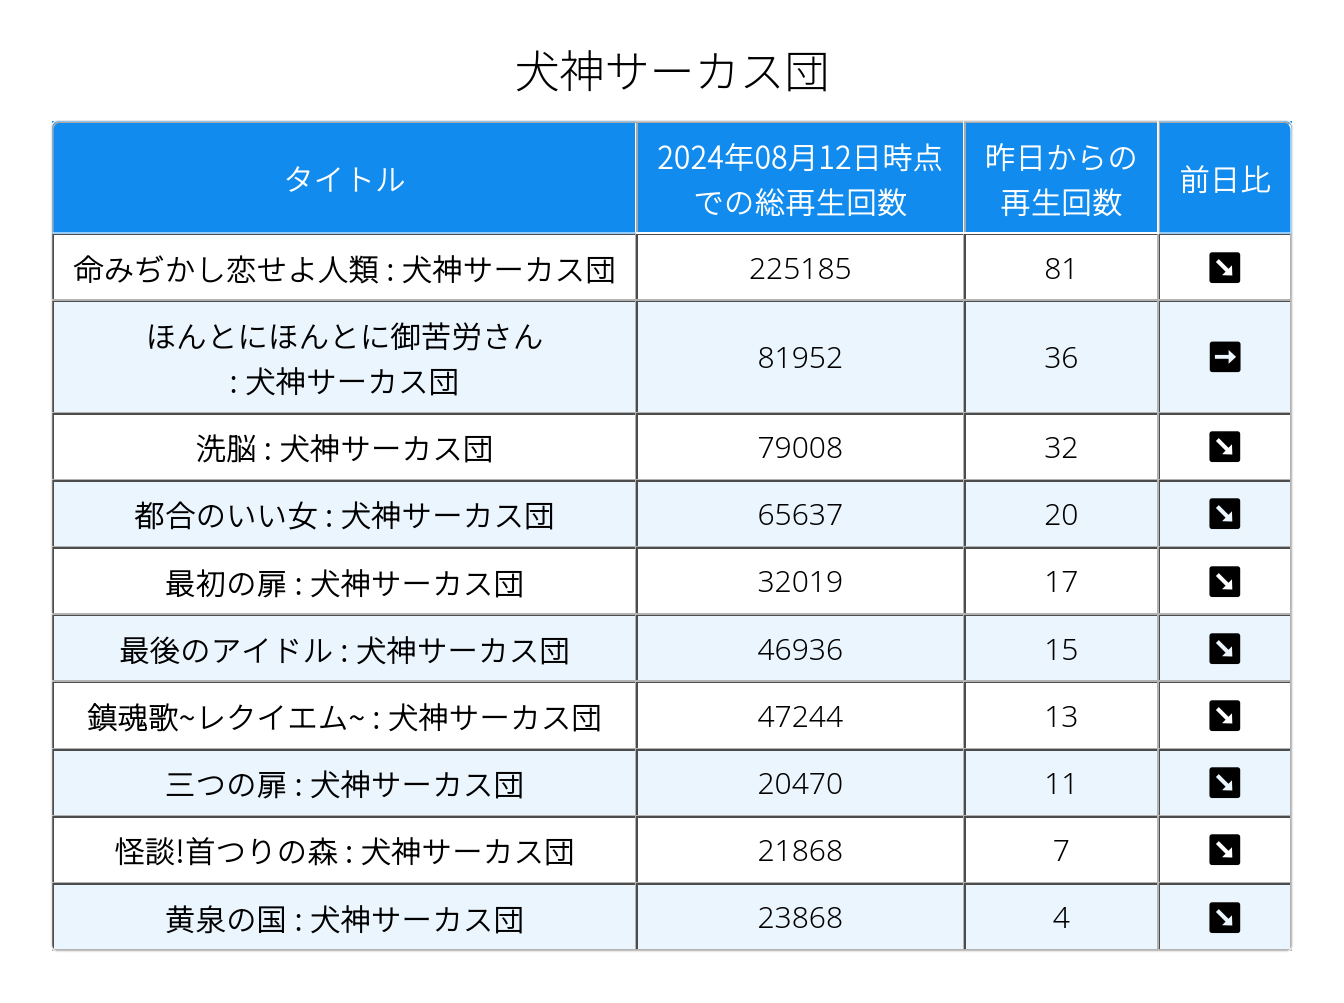 犬神サーカス団
タイトル
2024年08月12日時点
での総再生回数
昨日からの
再生回数
前日比
命みぢかし恋せよ人類 : 犬神サーカス団 225185 81 ↘
ほんとにほんとに御苦労さん
: 犬神サーカス団 81952 36 ➡
洗脳 : 犬神サーカス団 79008 32 ↘
都合のいい女 : 犬神サーカス団 65637 20 ↘
最初の扉 : 犬神サーカス団 32019 17 ↘
最後のアイドル : 犬神サーカス団 46936 15 ↘
鎮魂歌~レクイエム~ : 犬神サーカス団 47244 13 ↘
三つの扉 : 犬神サーカス団 20470 11 ↘
怪談!首つりの森 : 犬神サーカス団 21868 7 ↘
黄泉の国 : 犬神サーカス団 23868 4 ↘